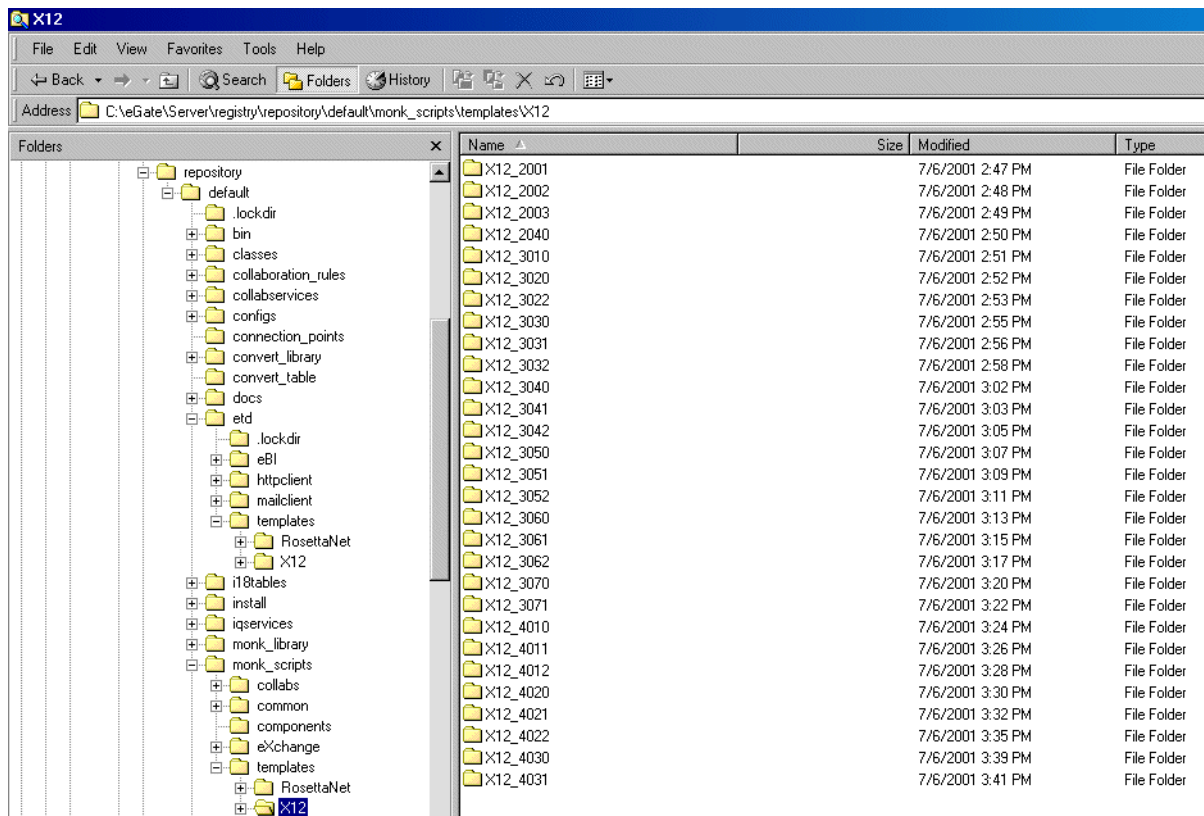 X12
File Edit View Favorites Tools Help
Back Search Folders History
Address C:\eGate\Server\registry\repository\default\monk_scripts\templates\X12
Folders
repository
default
.lockdir
bin
classes
collaboration_rules
collabservices
configs
connection_points
convert_library
convert_table
docs
etd
.lockdir
eBI
httpclient
mailclient
templates
RosettaNet
X12
i18tables
install
iqservices
monk_library
monk_scripts
collabs
common
components
eXchange
templates
RosettaNet
X12
Name Size Modified Type
X12_2001 7/6/2001 2:47 PM File Folder
X12_2002 7/6/2001 2:48 PM File Folder
X12_2003 7/6/2001 2:49 PM File Folder
X12_2040 7/6/2001 2:50 PM File Folder
X12_3010 7/6/2001 2:51 PM File Folder
X12_3020 7/6/2001 2:52 PM File Folder
X12_3022 7/6/2001 2:53 PM File Folder
X12_3030 7/6/2001 2:55 PM File Folder
X12_3031 7/6/2001 2:56 PM File Folder
X12_3032 7/6/2001 2:58 PM File Folder
X12_3040 7/6/2001 3:02 PM File Folder
X12_3041 7/6/2001 3:03 PM File Folder
X12_3042 7/6/2001 3:05 PM File Folder
X12_3050 7/6/2001 3:07 PM File Folder
X12_3051 7/6/2001 3:09 PM File Folder
X12_3052 7/6/2001 3:11 PM File Folder
X12_3060 7/6/2001 3:13 PM File Folder
X12_3061 7/6/2001 3:15 PM File Folder
X12_3062 7/6/2001 3:17 PM File Folder
X12_3070 7/6/2001 3:20 PM File Folder
X12_3071 7/6/2001 3:22 PM File Folder
X12_4010 7/6/2001 3:24 PM File Folder
X12_4011 7/6/2001 3:26 PM File Folder
X12_4012 7/6/2001 3:28 PM File Folder
X12_4020 7/6/2001 3:30 PM File Folder
X12_4021 7/6/2001 3:32 PM File Folder
X12_4022 7/6/2001 3:35 PM File Folder
X12_4030 7/6/2001 3:39 PM File Folder
X12_4031 7/6/2001 3:41 PM File Folder